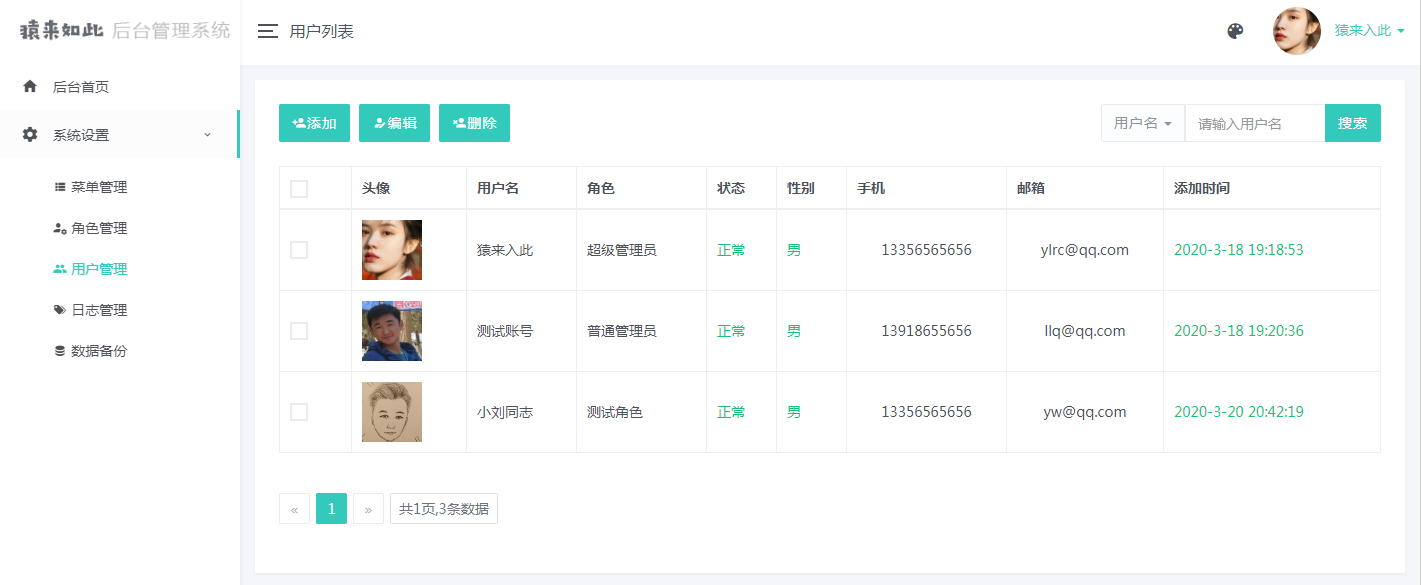 猿来如此 后台管理系统
用户列表
猿来入此
后台首页
系统设置
菜单管理
角色管理
用户管理
日志管理
数据备份
添加 编辑 删除
用户名 请输入用户名 搜索
头像 用户名 角色 状态 性别 手机 邮箱 添加时间
猿来入此 超级管理员 正常 男 13356565656 ylrc@qq.com 2020-3-18 19:18:53
测试账号 普通管理员 正常 男 13918655656 llq@qq.com 2020-3-18 19:20:36
小刘同志 测试角色 正常 男 13356565656 yw@qq.com 2020-3-20 20:42:19
« 1 » 共1页,3条数据